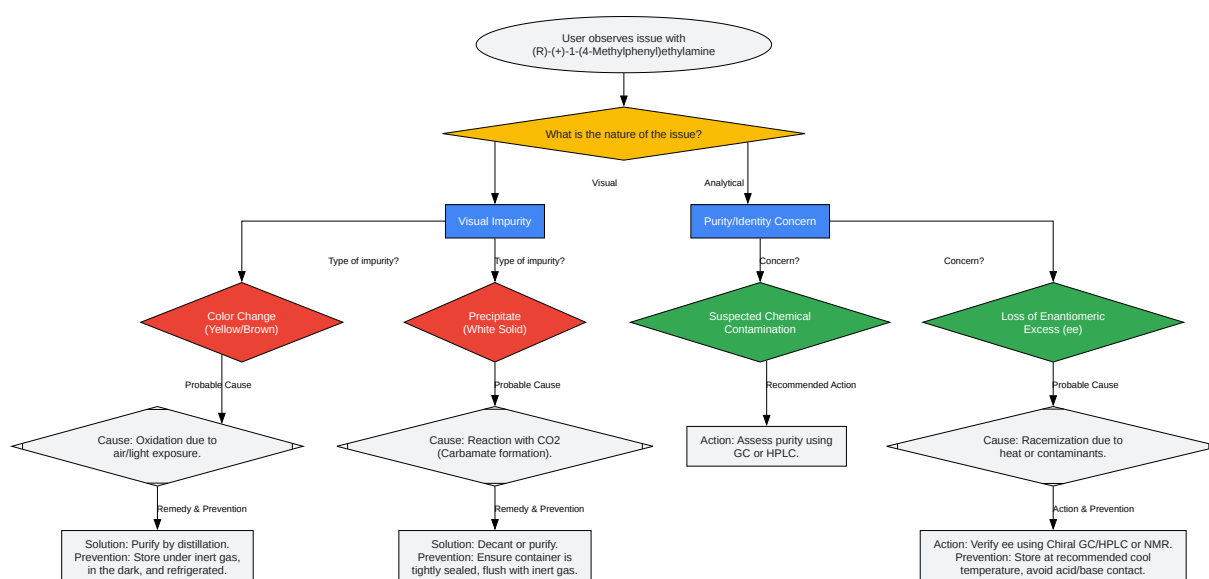 User observes issue with
(R)-(+)-1-(4-Methylphenyl)ethylamine
What is the nature of the issue?
Visual
Analytical
Visual Impurity
Purity/Identity Concern
Type of impurity?
Type of impurity?
Concern?
Concern?
Color Change
(Yellow/Brown)
Precipitate
(White Solid)
Suspected Chemical
Contamination
Loss of Enantiomeric
Excess (ee)
Probable Cause
Probable Cause
Recommended Action
Probable Cause
Cause: Oxidation due to
air/light exposure.
Cause: Reaction with CO2
(Carbamate formation).
Action: Assess purity using
GC or HPLC.
Cause: Racemization due to
heat or contaminants.
Remedy & Prevention
Remedy & Prevention
Action & Prevention
Solution: Purify by distillation.
Prevention: Store under inert gas,
in the dark, and refrigerated.
Solution: Decant or purify.
Prevention: Ensure container is
tightly sealed, flush with inert gas.
Action: Verify ee using Chiral GC/HPLC or NMR.
Prevention: Store at recommended cool
temperature, avoid acid/base contact.